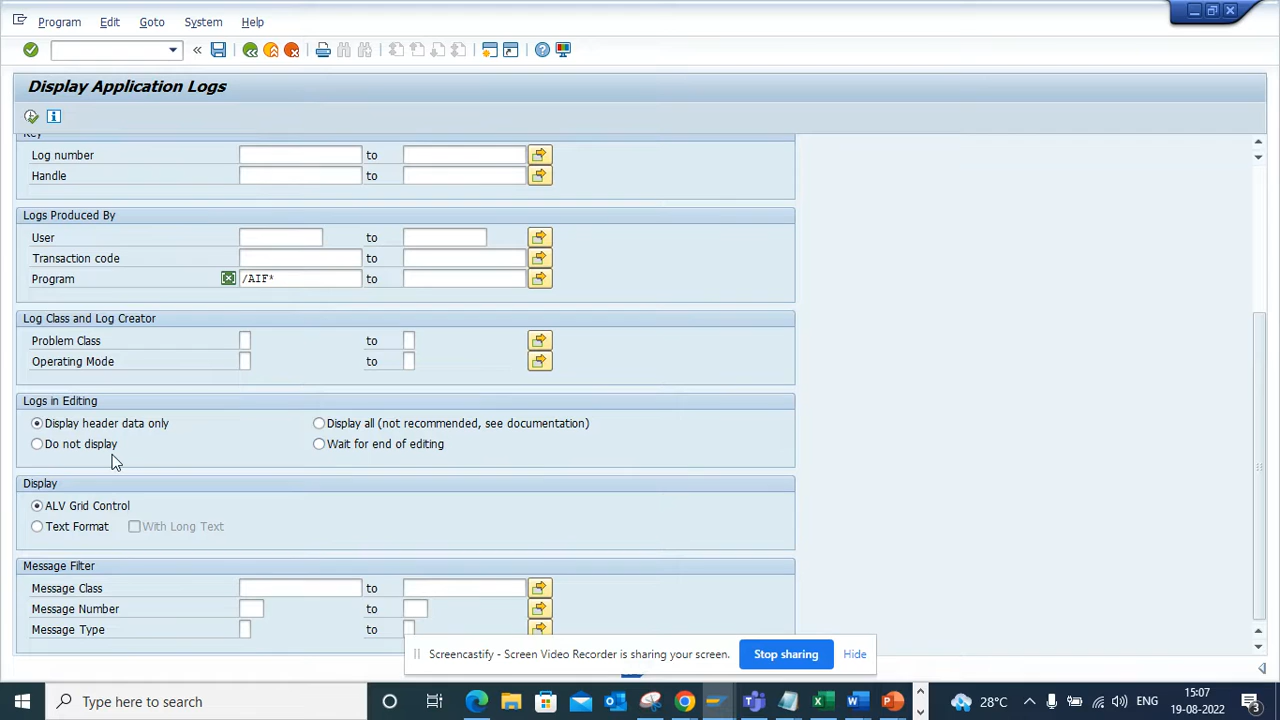 Program Edit Goto System Help
Display Application Logs
Key
Log number to
Handle to
Logs Produced By
User to
Transaction code to
Program /AIF* to
Log Class and Log Creator
Problem Class to
Operating Mode to
Logs in Editing
Display header data only Display all (not recommended, see documentation)
Do not display Wait for end of editing
Display
ALV Grid Control
Text Format With Long Text
Message Filter
Message Class to
Message Number to
Message Type to
Screencastify - Screen Video Recorder is sharing your screen. Stop sharing Hide
Type here to search 28°C ENG 15:07
19-08-2022 3